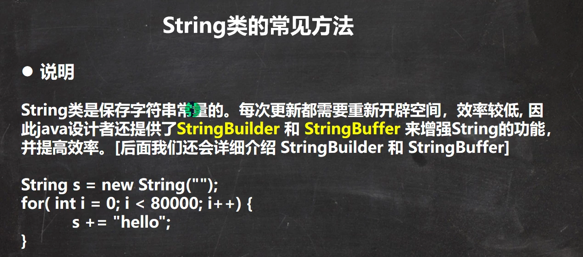 String类的常见方法
● 说明
String类是保存字符串常量的。每次更新都需要重新开辟空间，效率较低, 因
此java设计者还提供了StringBuilder 和 StringBuffer 来增强String的功能,
并提高效率。[后面我们还会详细介绍 StringBuilder 和 StringBuffer]
String s = new String("");
for( int i = 0; i < 80000; i++) {
s += "hello";
}